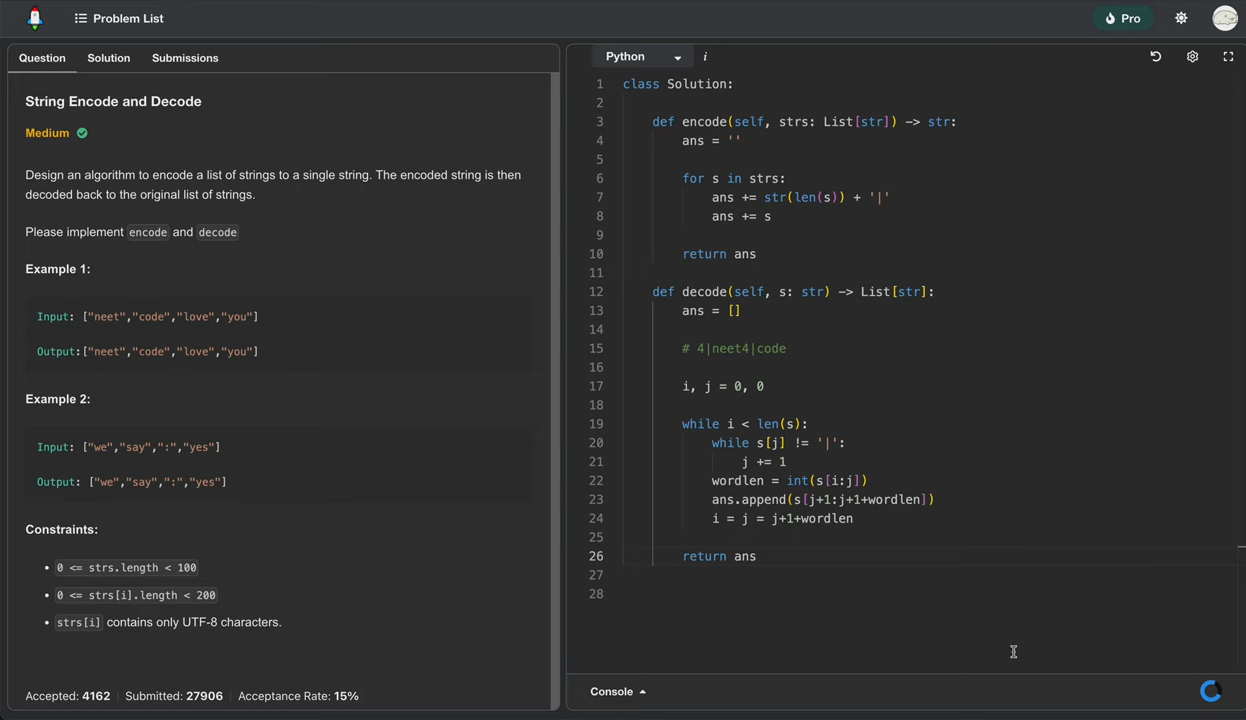 Problem List
Pro
Question Solution Submissions
String Encode and Decode
Medium
Design an algorithm to encode a list of strings to a single string. The encoded string is then
decoded back to the original list of strings.
Please implement encode and decode
Example 1:
Input: ["neet","code","love","you"]
Output:["neet","code","love","you"]
Example 2:
Input: ["we","say",":","yes"]
Output: ["we","say",":","yes"]
Constraints:
• 0 <= strs.length < 100
• 0 <= strs[i].length < 200
• strs[i] contains only UTF-8 characters.
Accepted: 4162 | Submitted: 27906 | Acceptance Rate: 15%
Python i
1 class Solution:
2
3     def encode(self, strs: List[str]) -> str:
4         ans = ''
5
6         for s in strs:
7             ans += str(len(s)) + '|'
8             ans += s
9
10         return ans
11
12     def decode(self, s: str) -> List[str]:
13         ans = []
14
15         # 4|neet4|code
16
17         i, j = 0, 0
18
19         while i < len(s):
20             while s[j] != '|':
21                 j += 1
22             wordlen = int(s[i:j])
23             ans.append(s[j+1:j+1+wordlen])
24             i = j = j+1+wordlen
25
26         return ans
27
28
Console